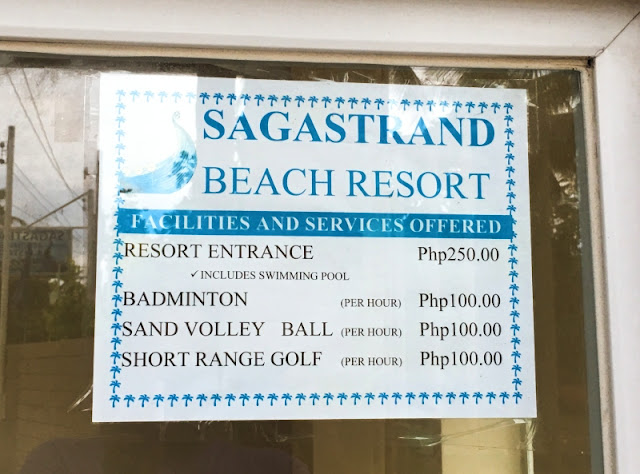 SAGASTRAND
BEACH RESORT
FACILITIES AND SERVICES OFFERED
RESORT ENTRANCE Php250.00
✓ INCLUDES SWIMMING POOL
BADMINTON (PER HOUR) Php100.00
SAND VOLLEY BALL (PER HOUR) Php100.00
SHORT RANGE GOLF (PER HOUR) Php100.00